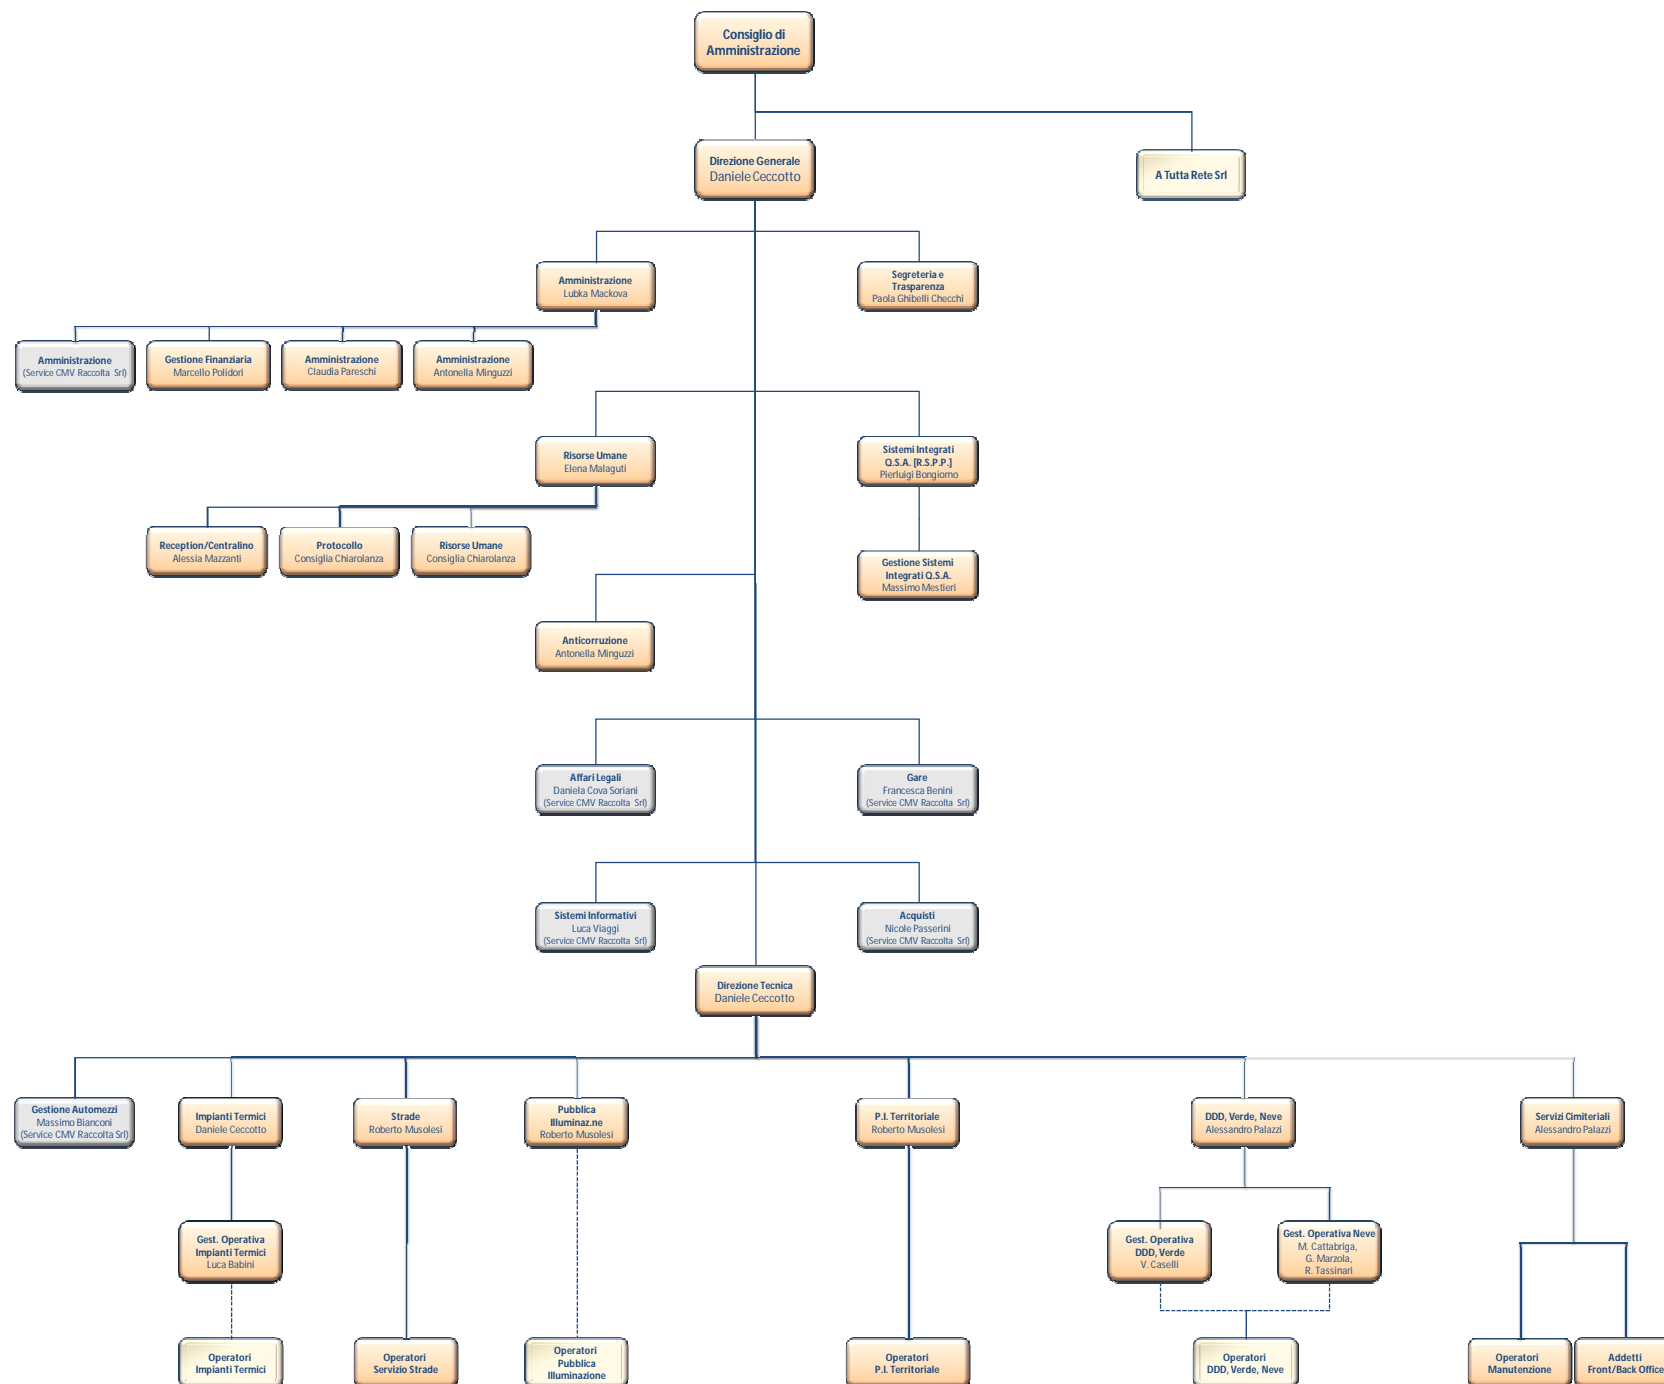 Consiglio di
Amministrazione
Direzione Generale
Daniele Ceccotto
A Tutta Rete Srl
Amministrazione
Lubka Mackova
Segreteria e
Trasparenza
Paola Ghibelli Checchi
Amministrazione
(Service CMV Raccolta Srl)
Gestione Finanziaria
Marcello Polidori
Amministrazione
Claudia Pareschi
Amministrazione
Antonella Minguzzi
Risorse Umane
Elena Malaguti
Sistemi Integrati
Q.S.A. [R.S.P.P.]
Pierluigi Bongiorno
Reception/Centralino
Alessia Mazzanti
Protocollo
Consiglia Chiarolanza
Risorse Umane
Consiglia Chiarolanza
Gestione Sistemi
Integrati Q.S.A.
Massimo Mestieri
Anticorruzione
Antonella Minguzzi
Affari Legali
Daniela Cova Soriani
(Service CMV Raccolta Srl)
Gare
Francesca Benini
(Service CMV Raccolta Srl)
Sistemi Informativi
Luca Viaggi
(Service CMV Raccolta Srl)
Acquisti
Nicole Passerini
(Service CMV Raccolta Srl)
Direzione Tecnica
Daniele Ceccotto
Gestione Automezzi
Massimo Bianconi
(Service CMV Raccolta Srl)
Impianti Termici
Daniele Ceccotto
Strade
Roberto Musolesi
Pubblica
Illuminaz.ne
Roberto Musolesi
P.I. Territoriale
Roberto Musolesi
DDD, Verde, Neve
Alessandro Palazzi
Servizi Cimiteriali
Alessandro Palazzi
Gest. Operativa
Impianti Termici
Luca Babini
Gest. Operativa
DDD, Verde
V. Caselli
Gest. Operativa Neve
M. Cattabriga,
G. Marzola,
R. Tassinari
Operatori
Impianti Termici
Operatori
Servizio Strade
Operatori
Pubblica
Illuminazione
Operatori
P.I. Territoriale
Operatori
DDD, Verde, Neve
Operatori
Manutenzione
Addetti
Front/Back Office